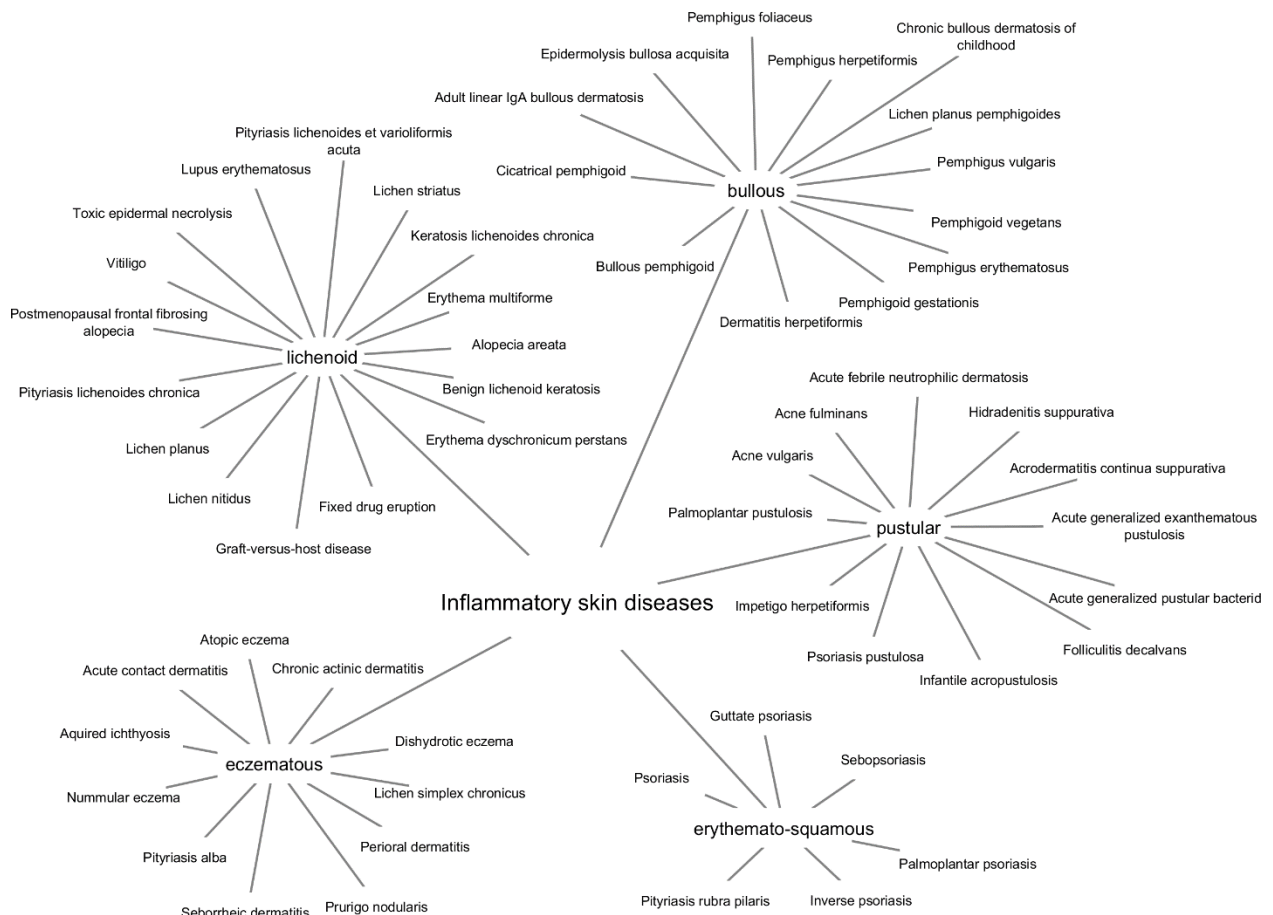 Pemphigus foliaceus
Chronic bullous dermatosis of
childhood
Epidermolysis bullosa acquisita
Pemphigus herpetiformis
Adult linear IgA bullous dermatosis
Lichen planus pemphigoides
Cicatrical pemphigoid
Pemphigus vulgaris
bullous
Pemphigoid vegetans
Bullous pemphigoid
Pemphigus erythematosus
Pemphigoid gestationis
Dermatitis herpetiformis
Pityriasis lichenoides et varioliformis
acuta
Lupus erythematosus
Lichen striatus
Toxic epidermal necrolysis
Keratosis lichenoides chronica
Vitiligo
Erythema multiforme
Postmenopausal frontal fibrosing
alopecia
Alopecia areata
lichenoid
Pityriasis lichenoides chronica
Benign lichenoid keratosis
Lichen planus
Erythema dyschronicum perstans
Lichen nitidus
Fixed drug eruption
Graft-versus-host disease
Acute febrile neutrophilic dermatosis
Acne fulminans
Hidradenitis suppurativa
Acne vulgaris
Acrodermatitis continua suppurativa
Palmoplantar pustulosis
pustular
Acute generalized exanthematous
pustulosis
Impetigo herpetiformis
Acute generalized pustular bacterid
Psoriasis pustulosa
Folliculitis decalvans
Infantile acropustulosis
Inflammatory skin diseases
Atopic eczema
Acute contact dermatitis
Chronic actinic dermatitis
Aquired ichthyosis
Dishydrotic eczema
eczematous
Nummular eczema
Lichen simplex chronicus
Pityriasis alba
Perioral dermatitis
Seborrheic dermatitis
Prurigo nodularis
Guttate psoriasis
Sebopsoriasis
Psoriasis
erythemato-squamous
Palmoplantar psoriasis
Pityriasis rubra pilaris
Inverse psoriasis